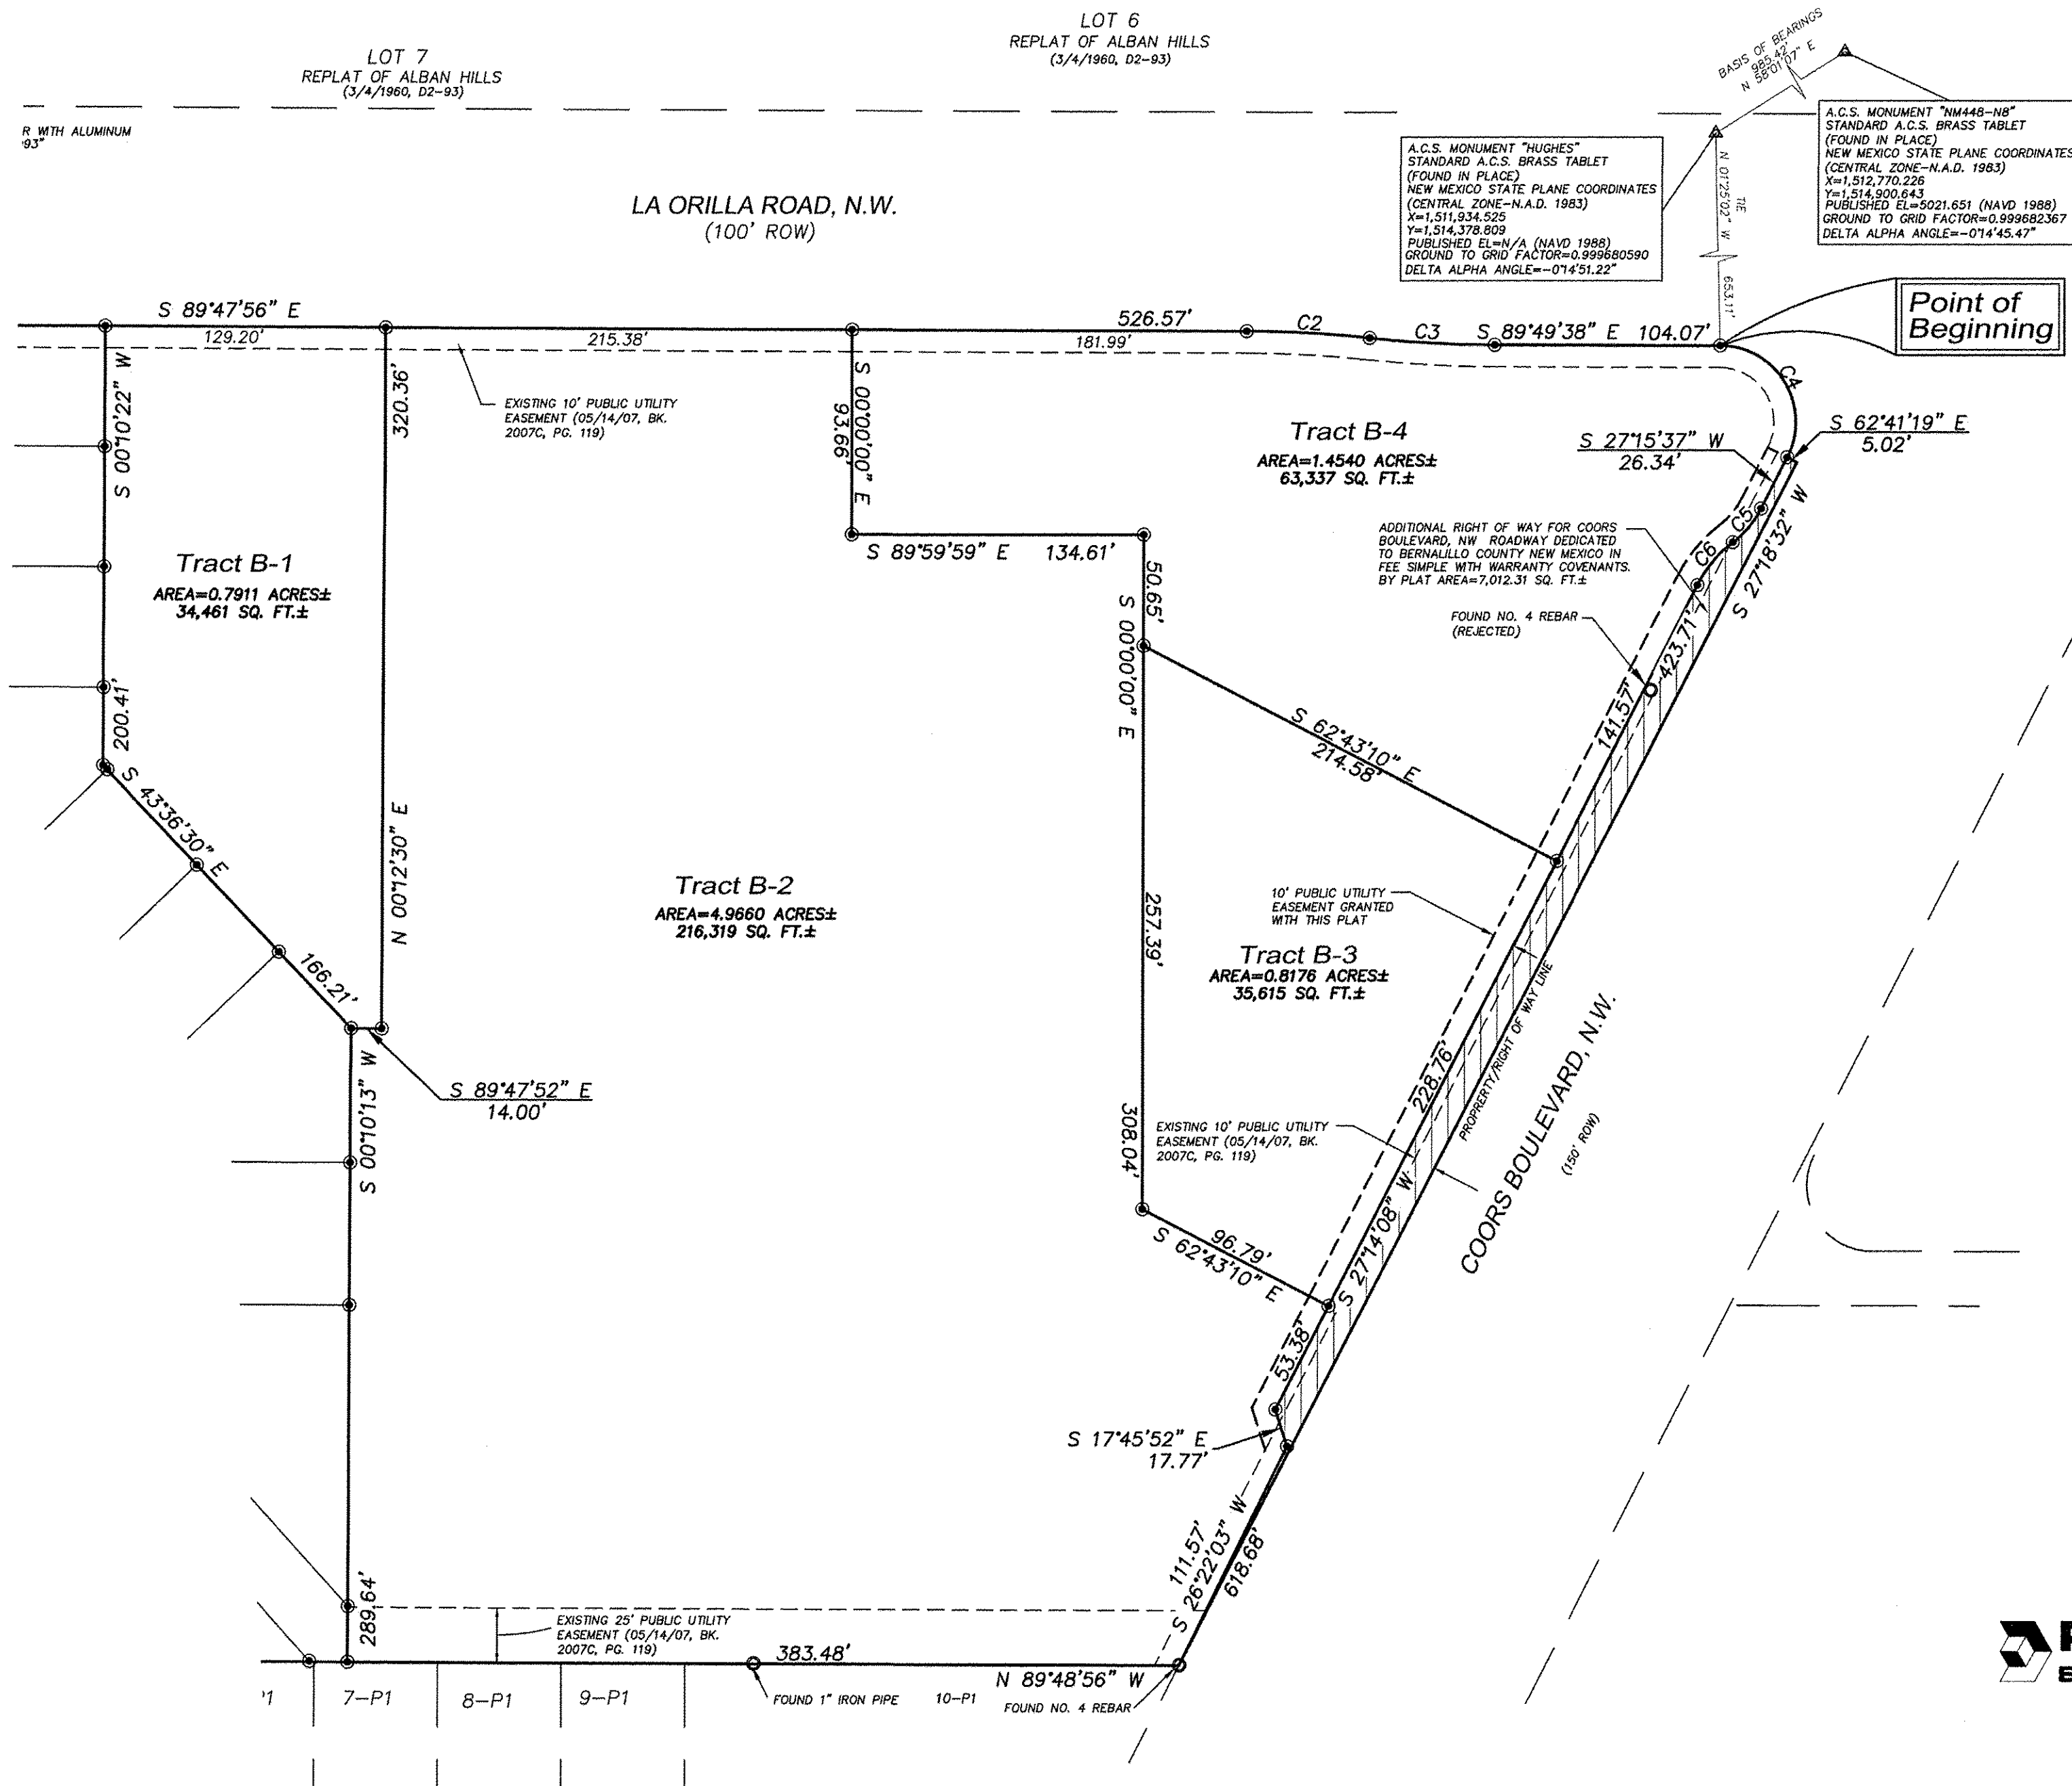 LOT 6
REPLAT OF ALBAN HILLS
(3/4/1960, D2-93)
LOT 7
REPLAT OF ALBAN HILLS
(3/4/1960, D2-93)
BASIS OF BEARINGS
985.42'
N 58°01'07" E
R WITH ALUMINUM
'93"
A.C.S. MONUMENT "HUGHES"
STANDARD A.C.S. BRASS TABLET
(FOUND IN PLACE)
NEW MEXICO STATE PLANE COORDINATES
(CENTRAL ZONE-N.A.D. 1983)
X=1,511,934.525
Y=1,514,378.809
PUBLISHED EL=N/A (NAVD 1988)
GROUND TO GRID FACTOR=0.999680590
DELTA ALPHA ANGLE=-0°14'51.22"
A.C.S. MONUMENT "NM448-N8"
STANDARD A.C.S. BRASS TABLET
(FOUND IN PLACE)
NEW MEXICO STATE PLANE COORDINATES
(CENTRAL ZONE-N.A.D. 1983)
X=1,512,770.226
Y=1,514,900.643
PUBLISHED EL=5021.651 (NAVD 1988)
GROUND TO GRID FACTOR=0.999682367
DELTA ALPHA ANGLE=-0°14'45.47"
TIE
N 01°25'02" W 653.11'
LA ORILLA ROAD, N.W.
(100' ROW)
Point of
Beginning
S 89°47'56" E
526.57'
C2
C3
S 89°49'38" E 104.07'
129.20'
215.38'
181.99'
C4
S 00°10'22" W
200.41'
320.36'
N 00°12'30" E
EXISTING 10' PUBLIC UTILITY
EASEMENT (05/14/07, BK.
2007C, PG. 119)
S 00°00'00" E
93.66'
Tract B-4
AREA=1.4540 ACRES±
63,337 SQ. FT.±
S 27°15'37" W
26.34'
S 62°41'19" E
5.02'
C5
C6
S 27°18'32" W
S 89°59'59" E 134.61'
ADDITIONAL RIGHT OF WAY FOR COORS
BOULEVARD, NW ROADWAY DEDICATED
TO BERNALILLO COUNTY NEW MEXICO IN
FEE SIMPLE WITH WARRANTY COVENANTS.
BY PLAT AREA=7,012.31 SQ. FT.±
Tract B-1
AREA=0.7911 ACRES±
34,461 SQ. FT.±
50.65'
S 00°00'00" E
FOUND NO. 4 REBAR
(REJECTED)
423.71'
141.57'
S 62°43'10" E
214.58'
S 43°36'30" E
166.21'
Tract B-2
AREA=4.9660 ACRES±
216,319 SQ. FT.±
257.39'
308.04'
10' PUBLIC UTILITY
EASEMENT GRANTED
WITH THIS PLAT
Tract B-3
AREA=0.8176 ACRES±
35,615 SQ. FT.±
228.76'
PROPRERTY/RIGHT OF WAY LINE
COORS BOULEVARD, N.W.
(150' ROW)
S 89°47'52" E
14.00'
S 00°10'13" W
289.64'
EXISTING 10' PUBLIC UTILITY
EASEMENT (05/14/07, BK.
2007C, PG. 119)
S 27°14'08" W
96.79'
S 62°43'10" E
53.38'
S 17°45'52" E
17.77'
111.57'
S 26°22'03" W
618.68'
EXISTING 25' PUBLIC UTILITY
EASEMENT (05/14/07, BK.
2007C, PG. 119)
383.48'
N 89°48'56" W
'1
7-P1
8-P1
9-P1
FOUND 1" IRON PIPE
10-P1
FOUND NO. 4 REBAR